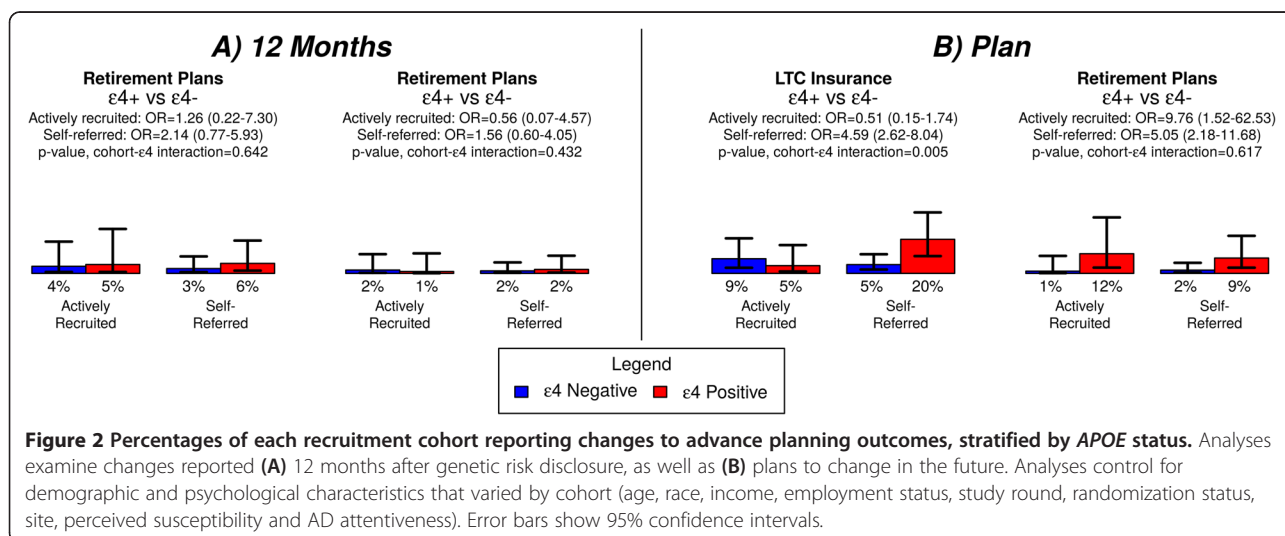 A) 12 Months
Retirement Plans
ε4+ vs ε4-
Actively recruited: OR=1.26 (0.22-7.30)
Self-referred: OR=2.14 (0.77-5.93)
p-value, cohort-ε4 interaction=0.642
4% 5% 3% 6%
Actively Recruited
Self-Referred
Retirement Plans
ε4+ vs ε4-
Actively recruited: OR=0.56 (0.07-4.57)
Self-referred: OR=1.56 (0.60-4.05)
p-value, cohort-ε4 interaction=0.432
2% 1% 2% 2%
Actively
Recruited
Self-
Referred
B) Plan
LTC Insurance
ε4+ vs ε4-
Actively recruited: OR=0.51 (0.15-1.74)
Self-referred: OR=4.59 (2.62-8.04)
p-value, cohort-ε4 interaction=0.005
9% 5% 5% 20%
Actively
Recruited
Self-
Referred
Retirement Plans
ε4+ vs ε4-
Actively recruited: OR=9.76 (1.52-62.53)
Self-referred: OR=5.05 (2.18-11.68)
p-value, cohort-ε4 interaction=0.617
1% 12% 2% 9%
Actively
Recruited
Self-
Referred
Legend
ε4 Negative ε4 Positive
Figure 2 Percentages of each recruitment cohort reporting changes to advance planning outcomes, stratified by APOE status. Analyses
examine changes reported (A) 12 months after genetic risk disclosure, as well as (B) plans to change in the future. Analyses control for
demographic and psychological characteristics that varied by cohort (age, race, income, employment status, study round, randomization status,
site, perceived susceptibility and AD attentiveness). Error bars show 95% confidence intervals.